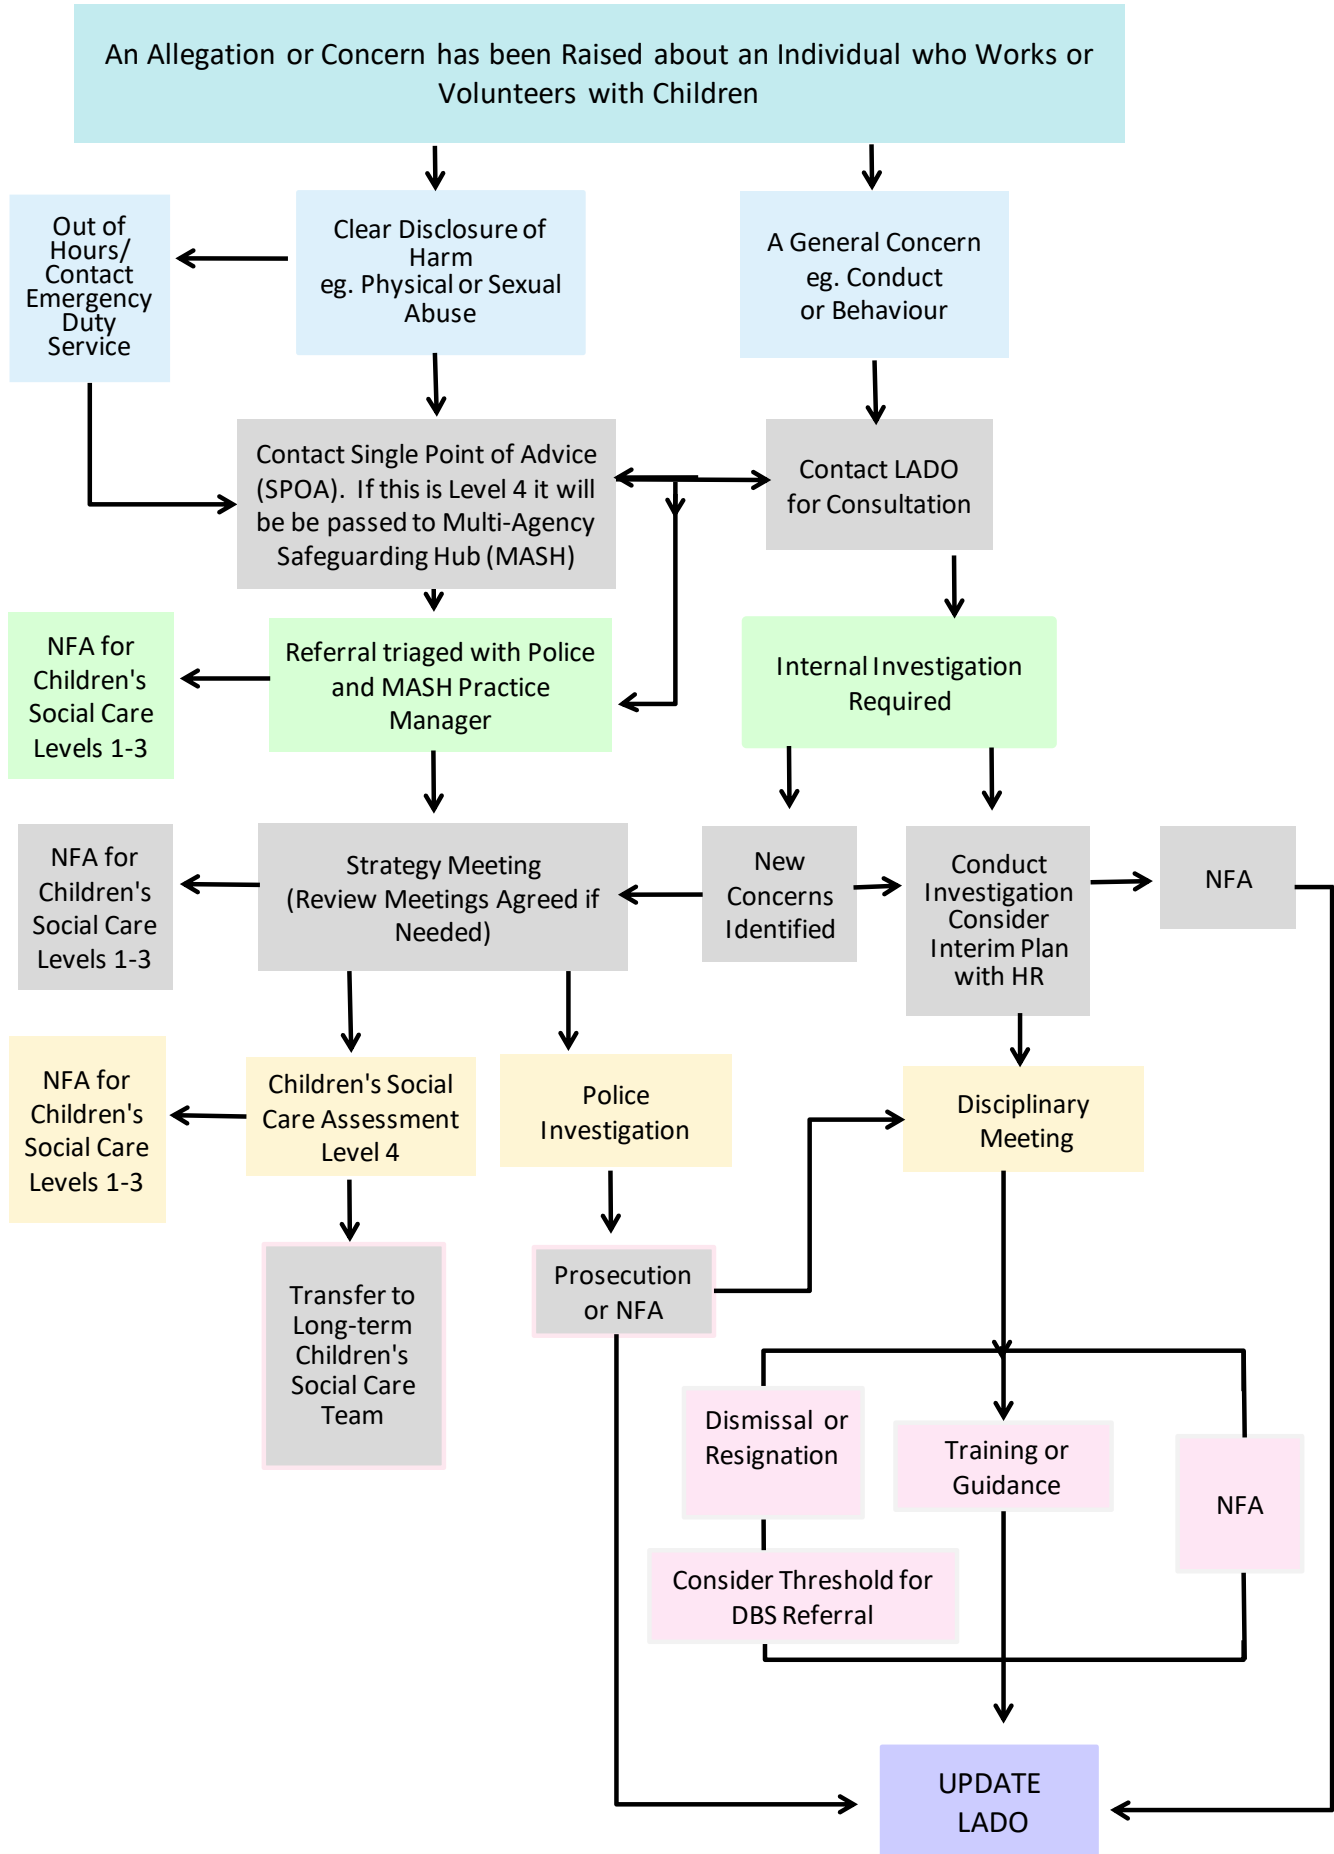 An Allegation or Concern has been Raised about an Individual who Works or
Volunteers with Children
Out of
Hours/
Contact
Emergency
Duty
Service
Clear Disclosure of
Harm
eg. Physical or Sexual
Abuse
A General Concern
eg. Conduct
or Behaviour
Contact Single Point of Advice
(SPOA). If this is Level 4 it will
be be passed to Multi-Agency
Safeguarding Hub (MASH)
Contact LADO
for Consultation
NFA for
Children's
Social Care
Levels 1-3
Referral triaged with Police
and MASH Practice
Manager
Internal Investigation
Required
NFA for
Children's
Social Care
Levels 1-3
Strategy Meeting
(Review Meetings Agreed if
Needed)
New
Concerns
Identified
Conduct
Investigation
Consider
Interim Plan
with HR
NFA
NFA for
Children's
Social Care
Levels 1-3
Children's Social
Care Assessment
Level 4
Police
Investigation
Disciplinary
Meeting
Transfer to
Long-term
Children's
Social Care
Team
Prosecution
or NFA
Dismissal or
Resignation
Training or
Guidance
NFA
Consider Threshold for
DBS Referral
UPDATE
LADO